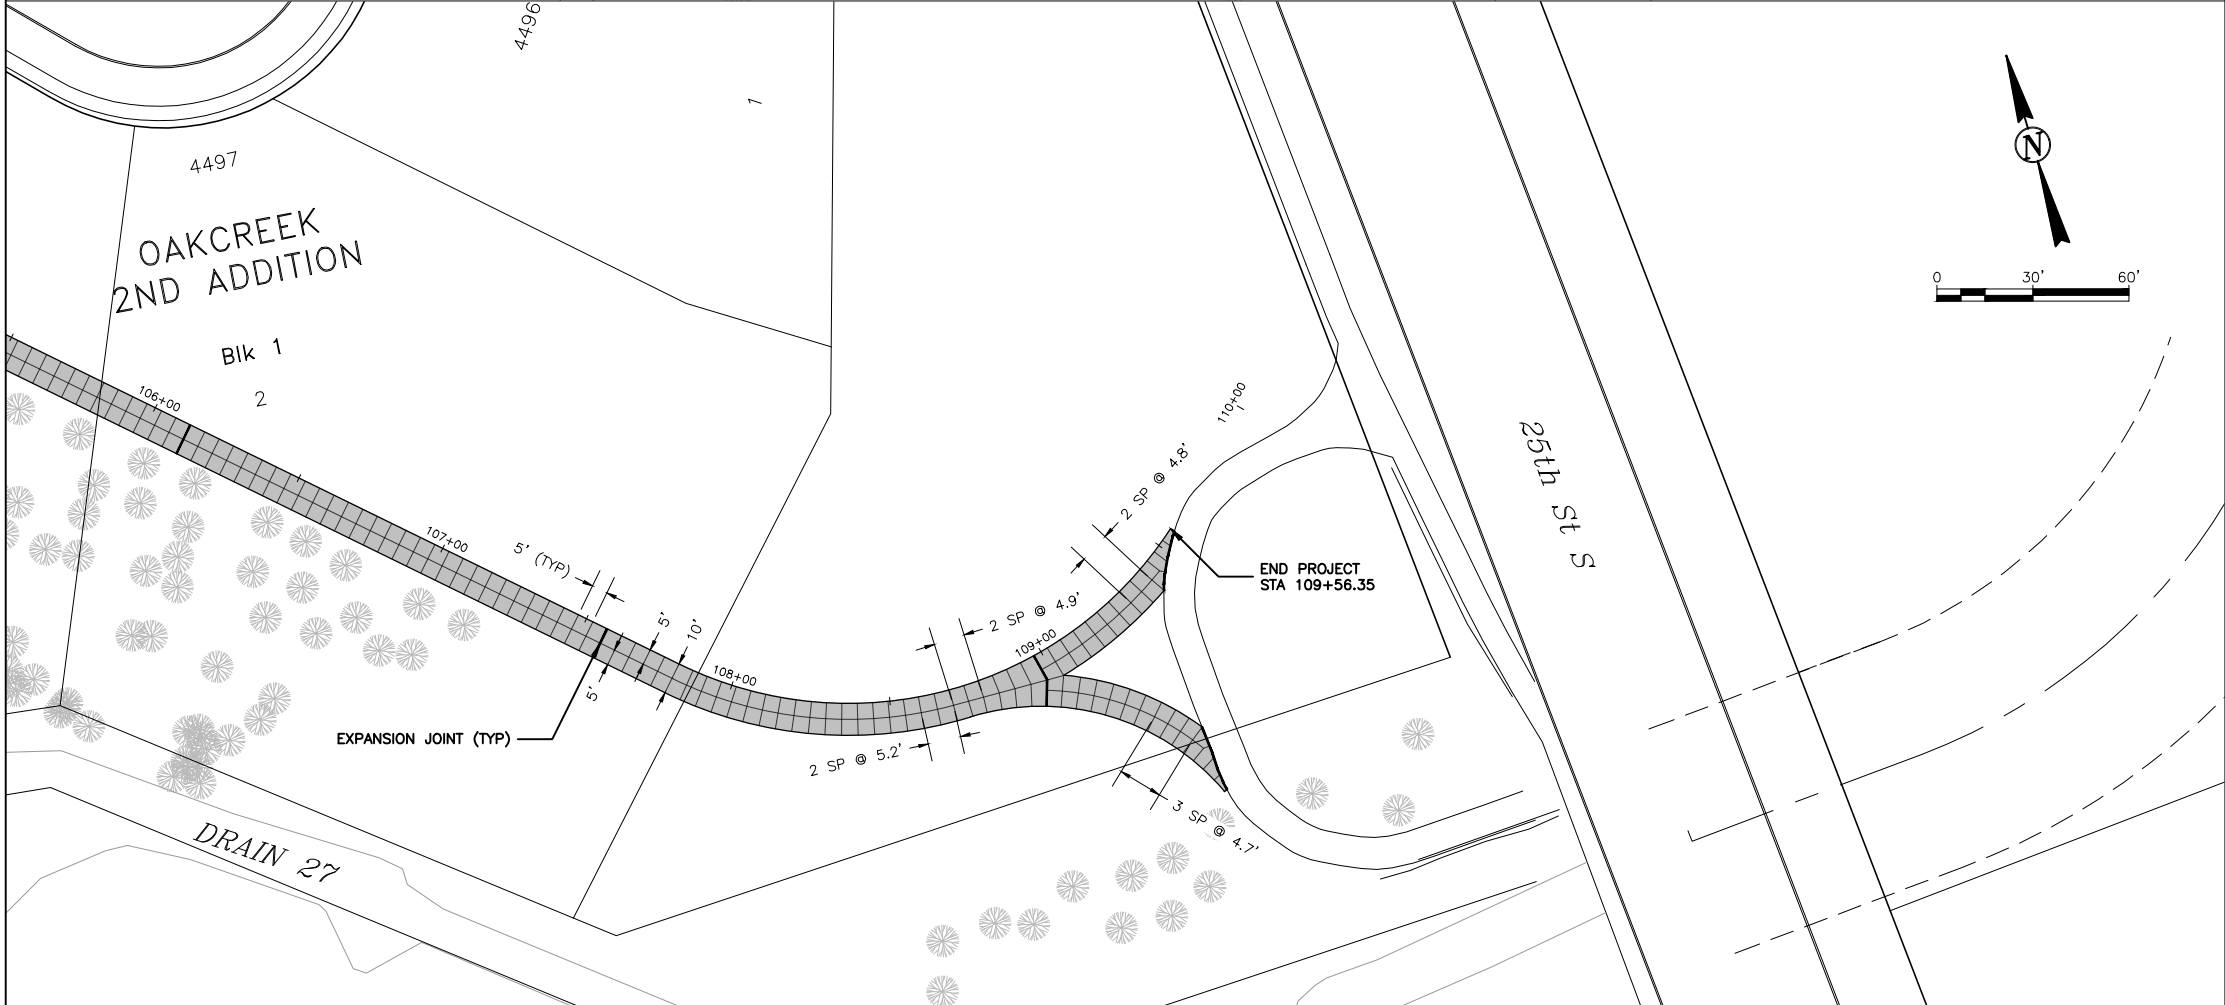 4496
1
4497
OAKCREEK
2ND ADDITION
Blk 1
2
N
0 30' 60'
106+00
107+00
5' (TYP)
5'
10'
5'
108+00
EXPANSION JOINT (TYP)
2 SP @ 5.2'
2 SP @ 4.9'
109+00
2 SP @ 4.8'
110+00
END PROJECT
STA 109+56.35
3 SP @ 4.7'
25th St S
DRAIN 27